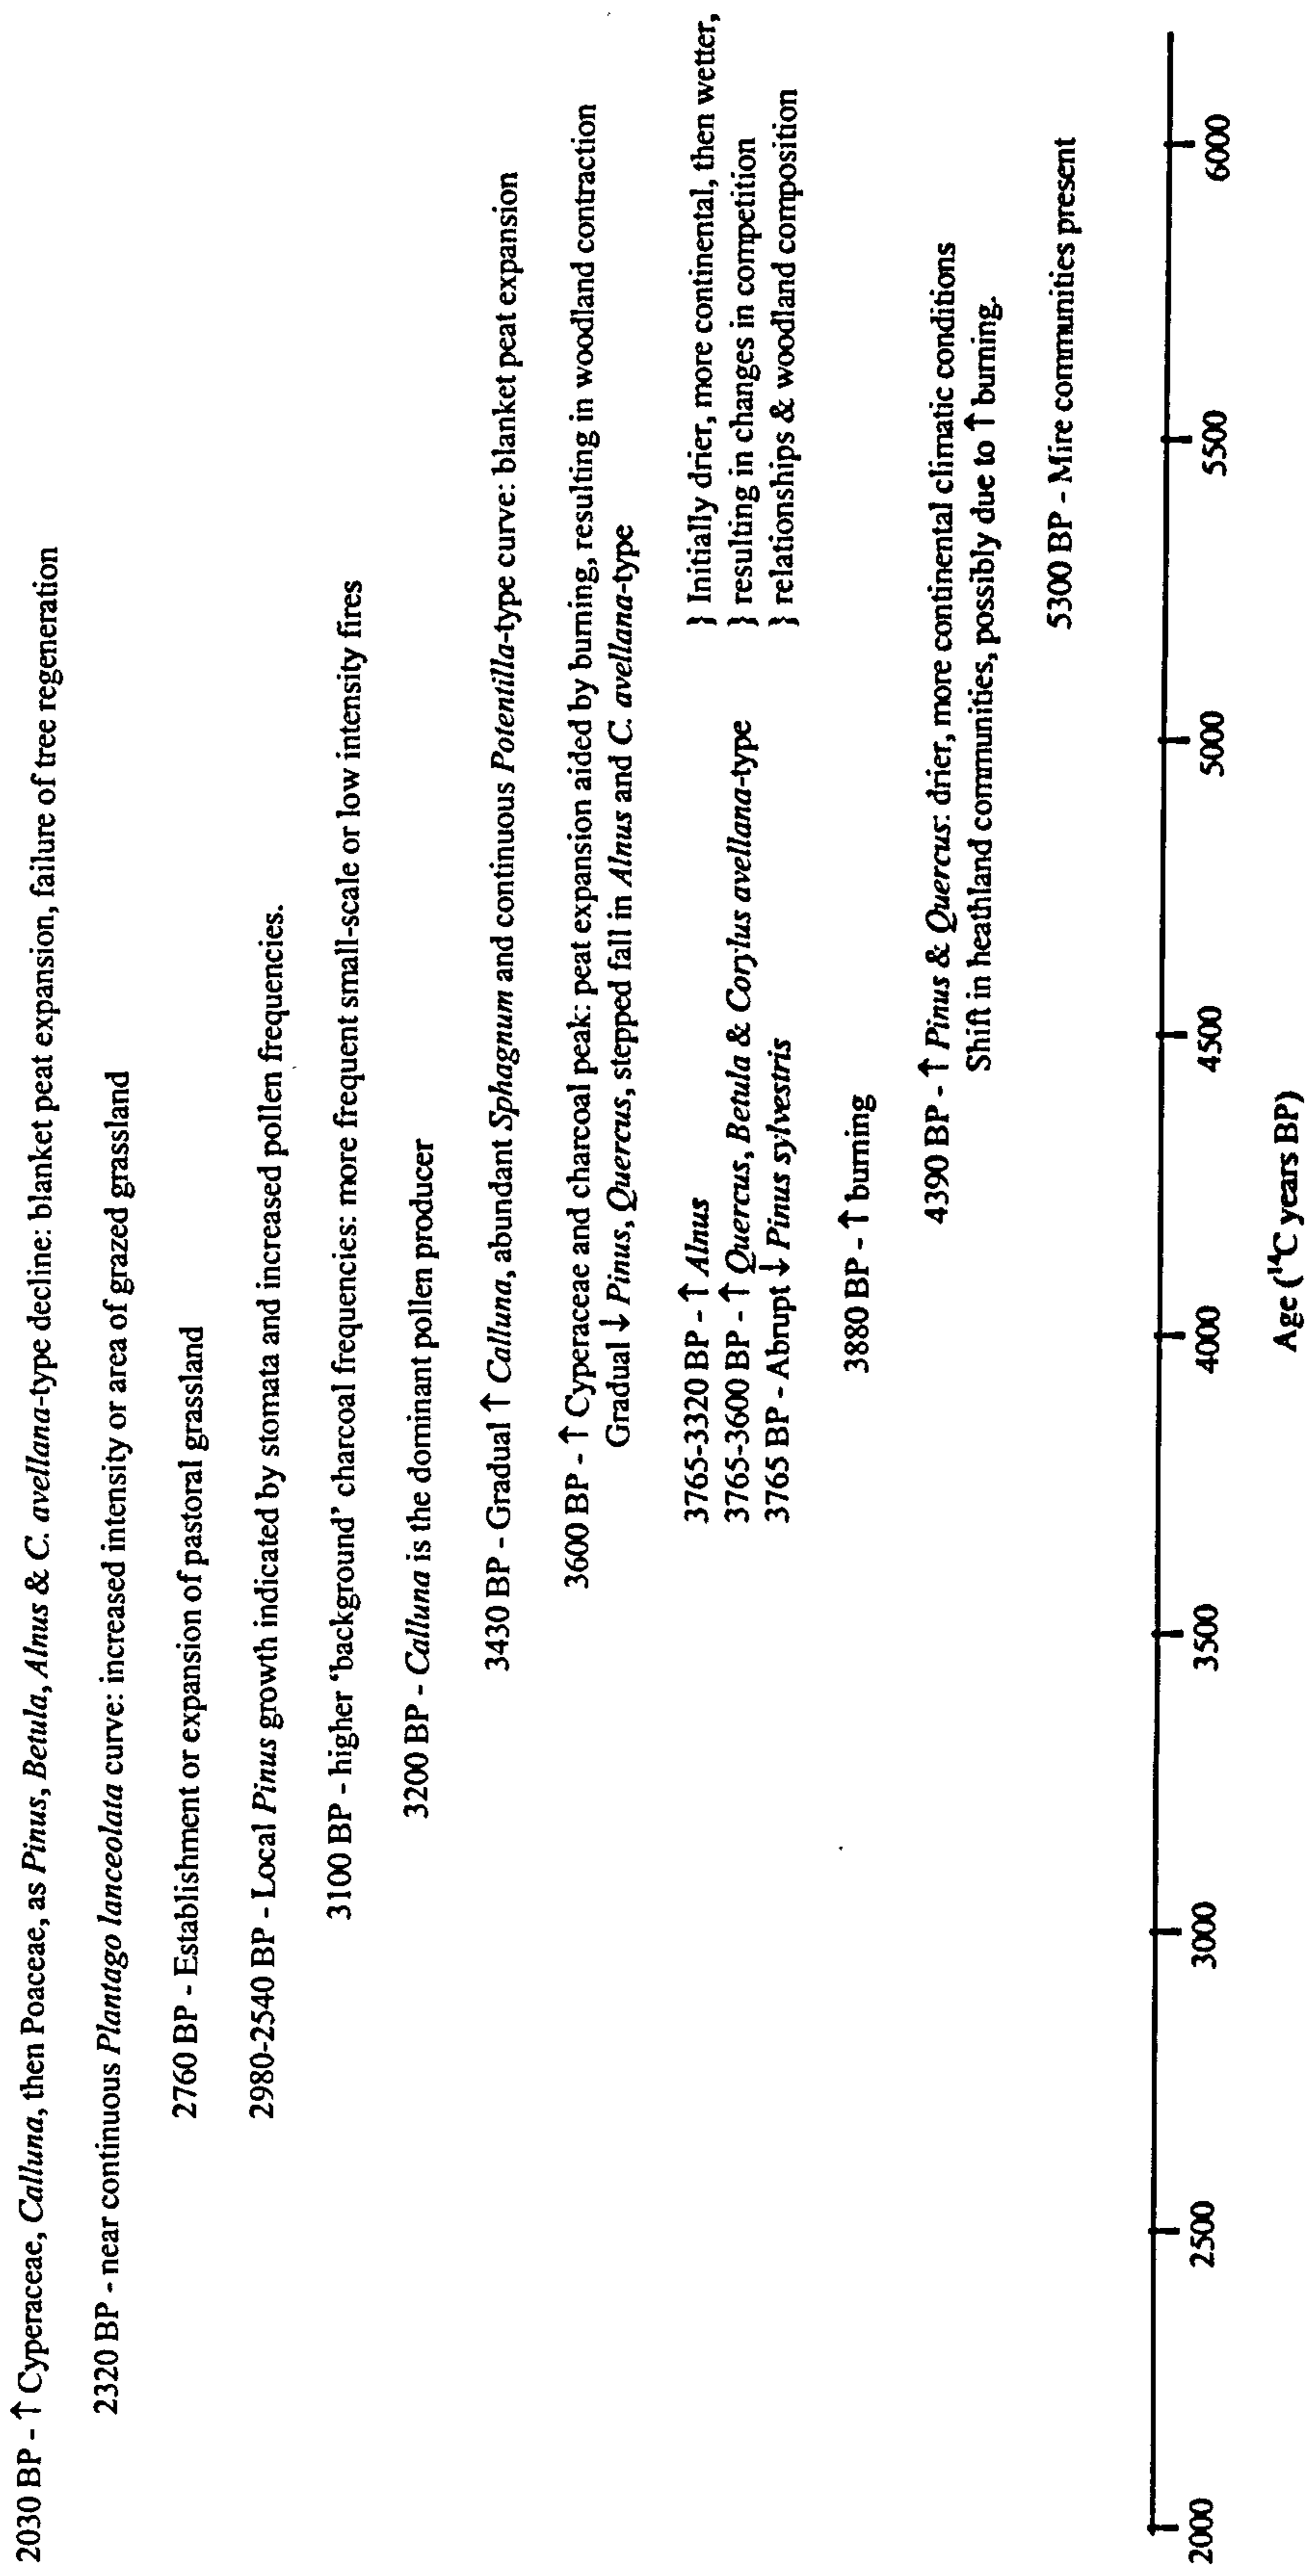 2030 BP - ↑ Cyperaceae, Calluna, then Poaceae, as Pinus, Betula, Alnus & C. avellana-type decline: blanket peat expansion, failure of tree regeneration
2320 BP - near continuous Plantago lanceolata curve: increased intensity or area of grazed grassland
2760 BP - Establishment or expansion of pastoral grassland
2980-2540 BP - Local Pinus growth indicated by stomata and increased pollen frequencies.
3100 BP - higher 'background' charcoal frequencies: more frequent small-scale or low intensity fires
3200 BP - Calluna is the dominant pollen producer
3430 BP - Gradual ↑ Calluna, abundant Sphagnum and continuous Potentilla-type curve: blanket peat expansion
3600 BP - ↑ Cyperaceae and charcoal peak: peat expansion aided by burning, resulting in woodland contraction
Gradual ↓ Pinus, Quercus, stepped fall in Alnus and C. avellana-type
3765-3320 BP - ↑ Alnus } Initially drier, more continental, then wetter,
3765-3600 BP - ↑ Quercus, Betula & Corylus avellana-type } resulting in changes in competition
3765 BP - Abrupt ↓ Pinus sylvestris } relationships & woodland composition
3880 BP - ↑ burning
4390 BP - ↑ Pinus & Quercus: drier, more continental climatic conditions
Shift in heathland communities, possibly due to ↑ burning.
5300 BP - Mire communities present
2000 2500 3000 3500 4000 4500 5000 5500 6000
Age (¹⁴C years BP)